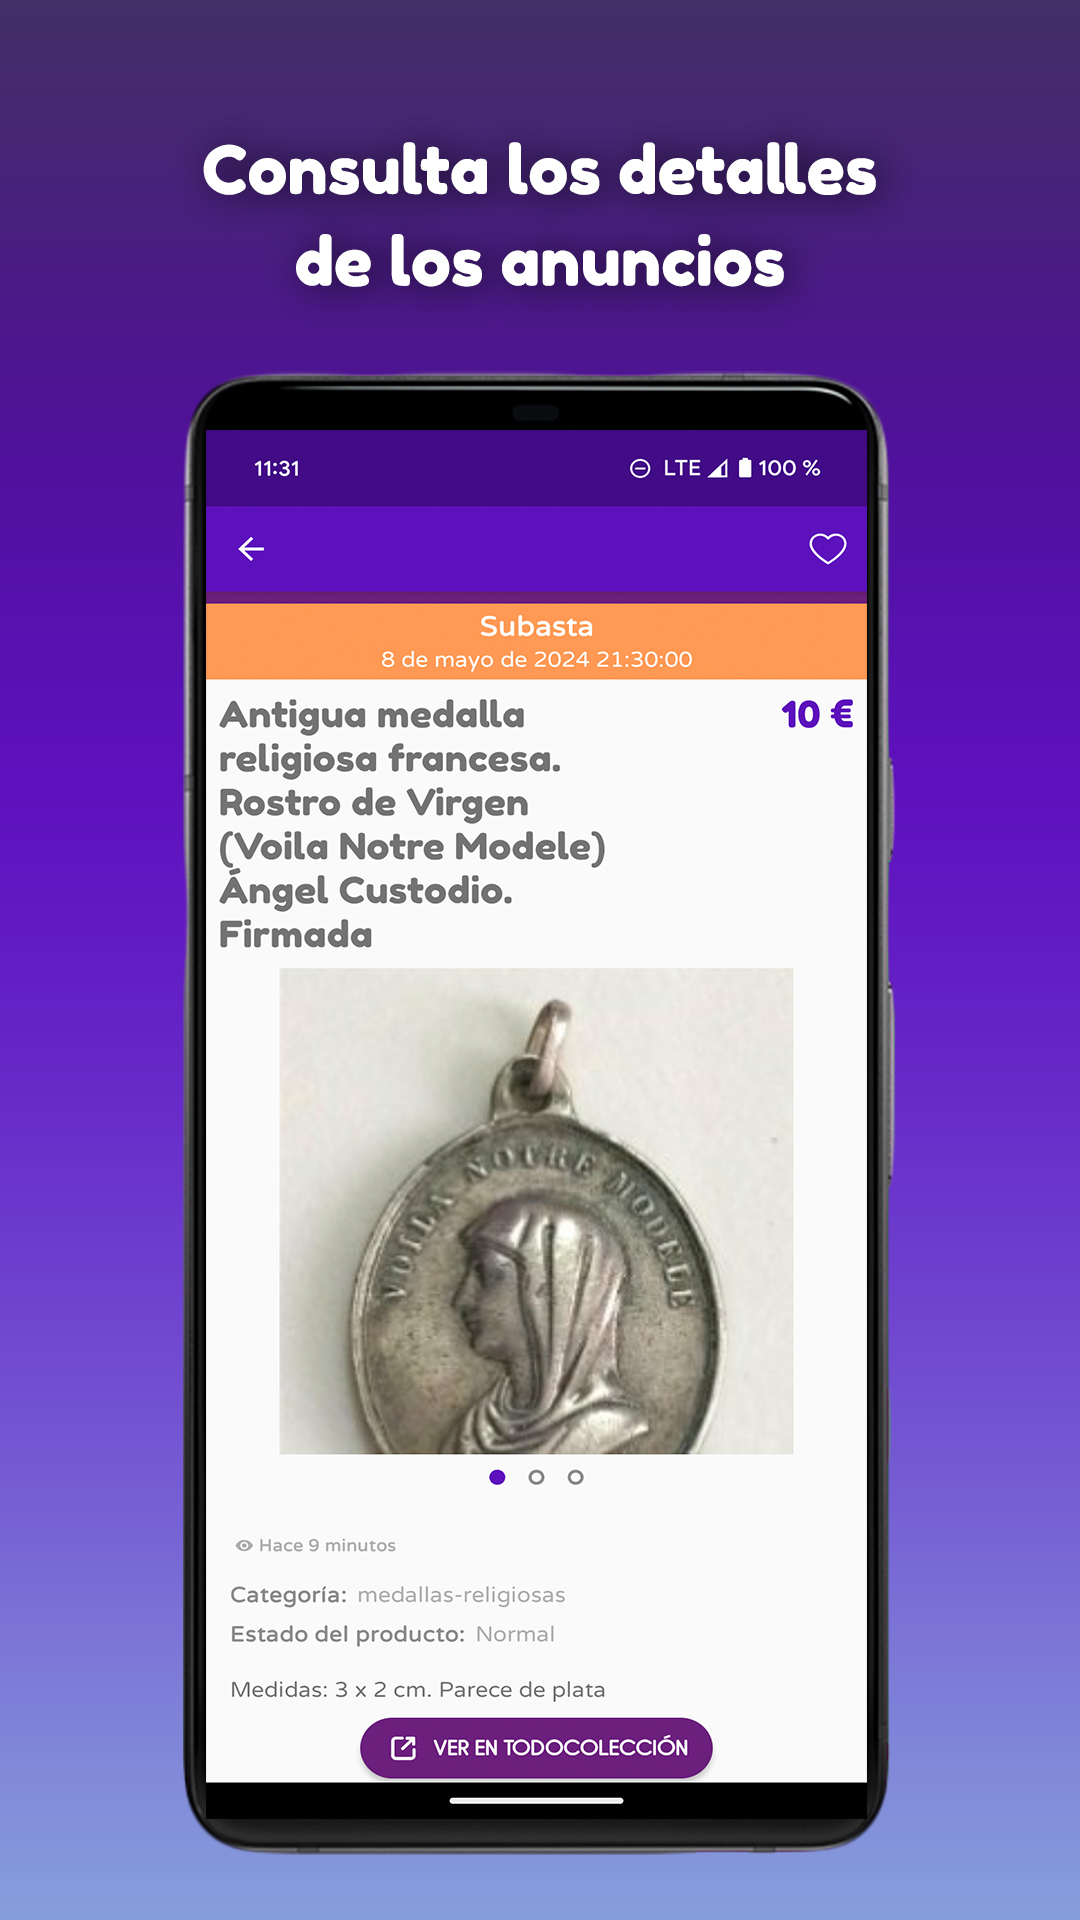 Consulta los detalles
de los anuncios
11:31
LTE 100 %
Subasta
8 de mayo de 2024 21:30:00
Antigua medalla
religiosa francesa.
Rostro de Virgen
(Voila Notre Modele)
Ángel Custodio.
Firmada
10 €
VOILA NOTRE MODELE
Hace 9 minutos
Categoría: medallas-religiosas
Estado del producto: Normal
Medidas: 3 x 2 cm. Parece de plata
VER EN TODOCOLECCIÓN